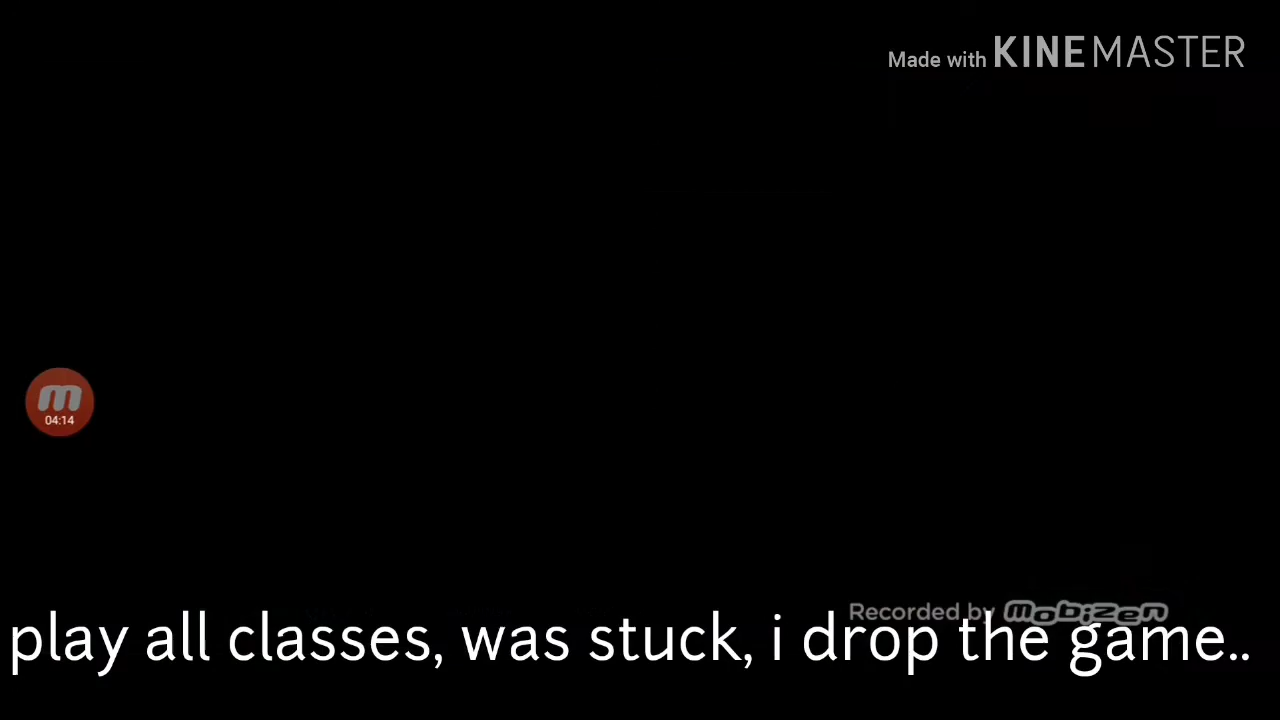 Made with KINEMASTER
04:14
Recorded by Mobizen
play all classes, was stuck, i drop the game..